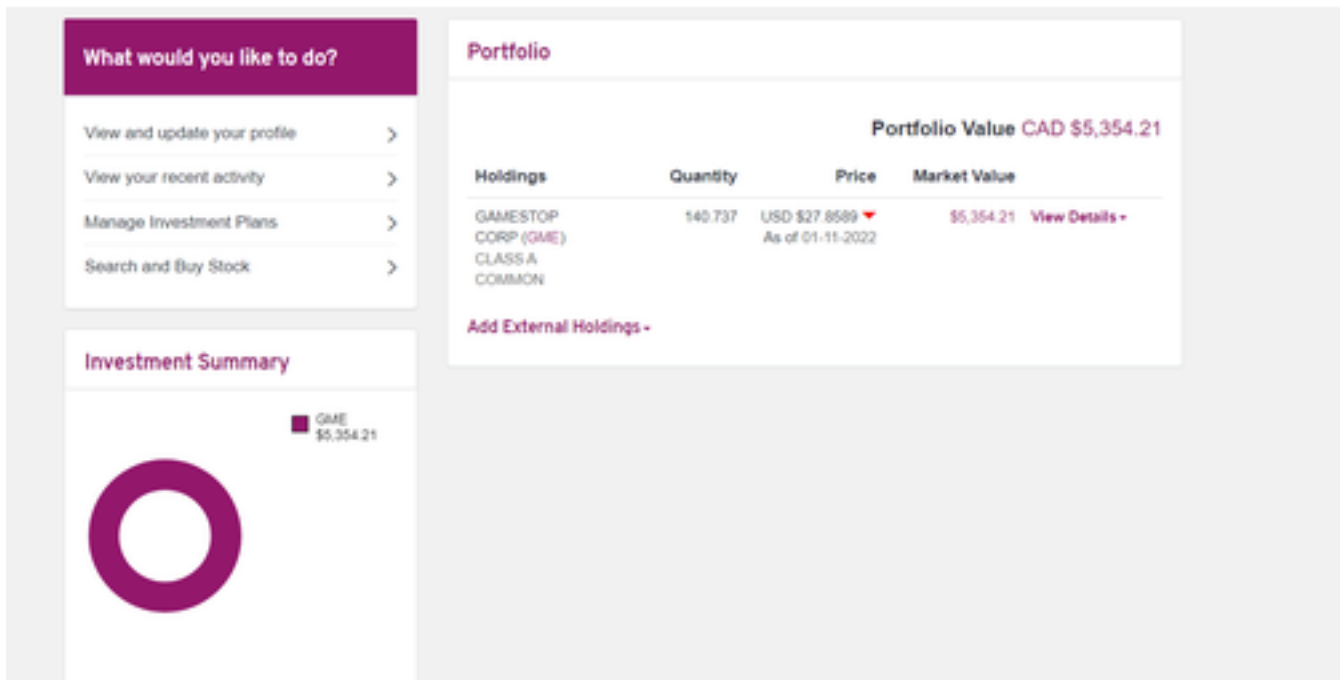 What would you like to do?
View and update your profile
View your recent activity
Manage Investment Plans
Search and Buy Stock
Investment Summary
GME
$5,354.21
Portfolio
Portfolio Value CAD $5,354.21
Holdings Quantity Price Market Value
GAMESTOP 140.737 USD $27.8589 $5,354.21 View Details
CORP (GME) As of 01-11-2022
CLASS A
COMMON
Add External Holdings